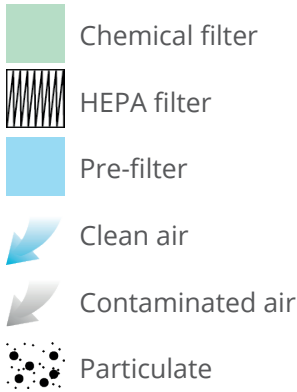 Chemical filter
HEPA filter
Pre-filter
Clean air
Contaminated air
Particulate